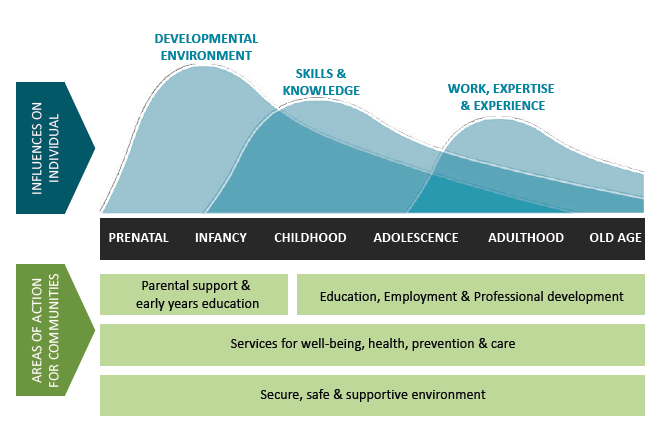 DEVELOPMENTAL
ENVIRONMENT
SKILLS &
KNOWLEDGE
WORK, EXPERTISE
& EXPERIENCE
INFLUENCES ON
INDIVIDUAL
PRENATAL INFANCY CHILDHOOD ADOLESCENCE ADULTHOOD OLD AGE
AREAS OF ACTION
FOR COMMUNITIES
Parental support &
early years education
Education, Employment & Professional development
Services for well-being, health, prevention & care
Secure, safe & supportive environment